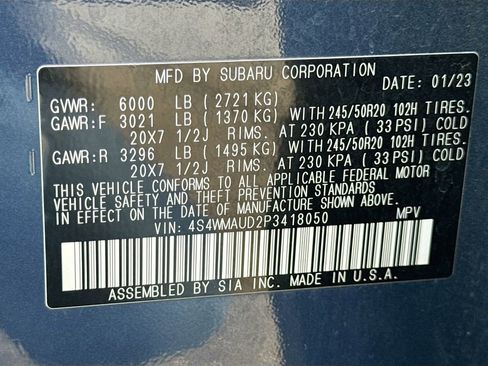 MFD BY SUBARU CORPORATION
DATE: 01/23
GVWR: 6000 LB ( 2721 KG)
GAWR:F 3021 LB ( 1370 KG) WITH 245/50R20 102H TIRES.
20X7 1/2J RIMS. AT 230 KPA ( 33 PSI) COLD
GAWR:R 3296 LB ( 1495 KG) WITH 245/50R20 102H TIRES.
20X7 1/2J RIMS. AT 230 KPA ( 33 PSI) COLD
THIS VEHICLE CONFORMS TO ALL APPLICABLE FEDERAL MOTOR
VEHICLE SAFETY AND THEFT PREVENTION STANDARDS
IN EFFECT ON THE DATE OF MANUFACTURE SHOWN ABOVE.
VIN: 4S4WMAUD2P3418050 MPV
ASSEMBLED BY SIA INC. MADE IN U.S.A.